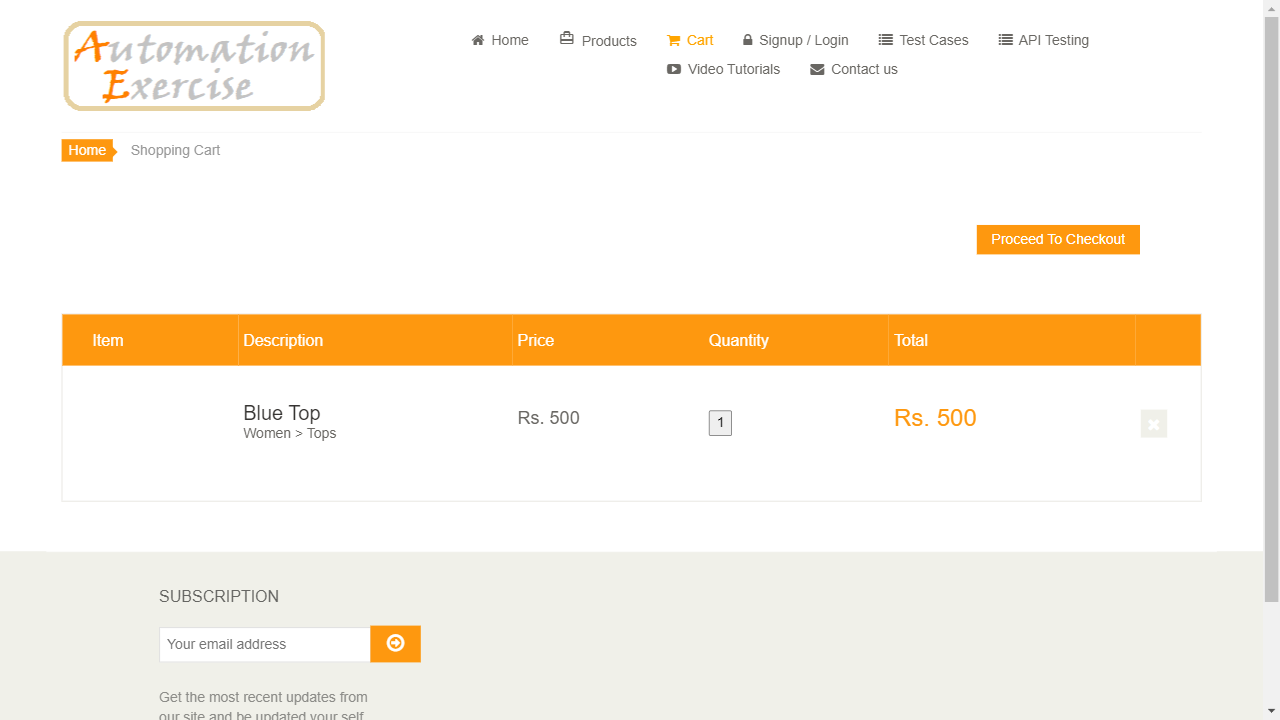 Automation
Exercise
Home
Products
Cart
Signup / Login
Test Cases
API Testing
Video Tutorials
Contact us
Home
Shopping Cart
Proceed To Checkout
Item
Description
Price
Quantity
Total
Blue Top
Women > Tops
Rs. 500
1
Rs. 500
SUBSCRIPTION
Your email address
Get the most recent updates from
our site and be updated your self